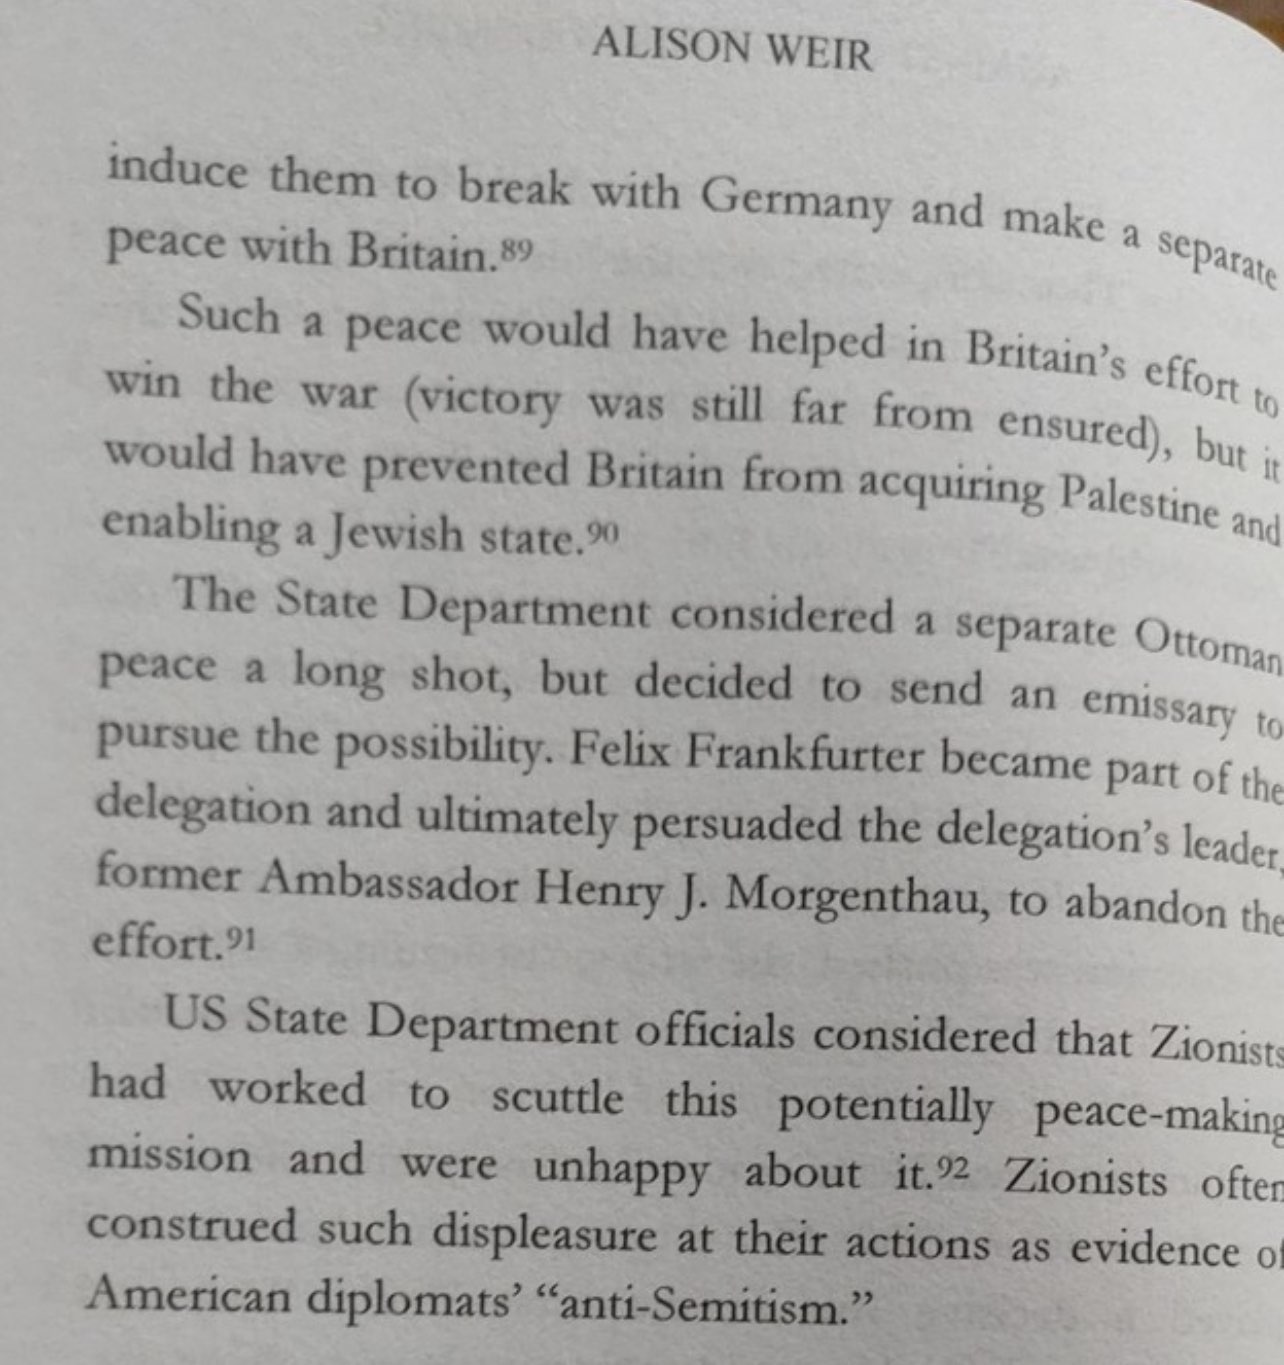 ALISON WEIR
induce them to break with Germany and make a separate
peace with Britain.89
Such a peace would have helped in Britain's effort to
win the war (victory was still far from ensured), but it
would have prevented Britain from acquiring Palestine and
enabling a Jewish state.90
The State Department considered a separate Ottoman
peace a long shot, but decided to send an emissary to
pursue the possibility. Felix Frankfurter became part of the
delegation and ultimately persuaded the delegation's leader,
former Ambassador Henry J. Morgenthau, to abandon the
effort.91
US State Department officials considered that Zionists
had worked to scuttle this potentially peace-making
mission and were unhappy about it.92 Zionists often
construed such displeasure at their actions as evidence of
American diplomats' “anti-Semitism.”